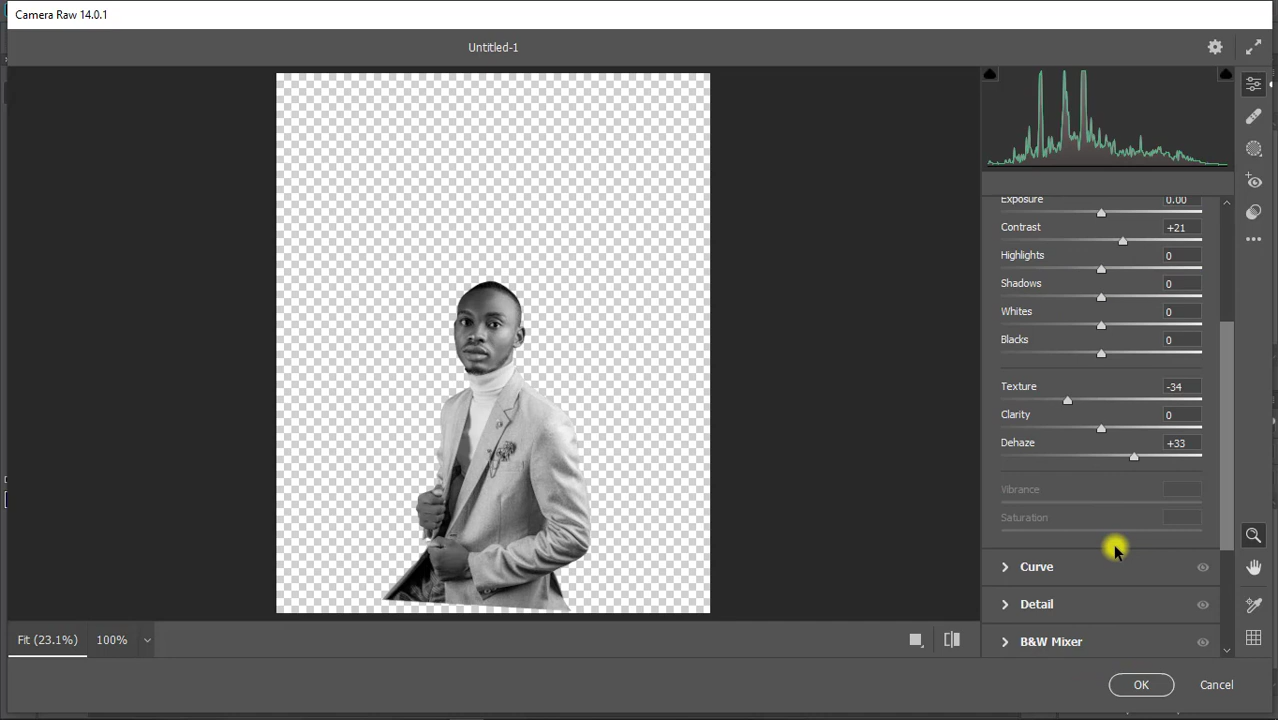 Camera Raw 14.0.1
Untitled-1
Exposure 0.00
Contrast +21
Highlights 0
Shadows 0
Whites 0
Blacks 0
Texture -34
Clarity 0
Dehaze +33
Vibrance
Saturation
Curve
Detail
B&W Mixer
Fit (23.1%) 100%
OK Cancel